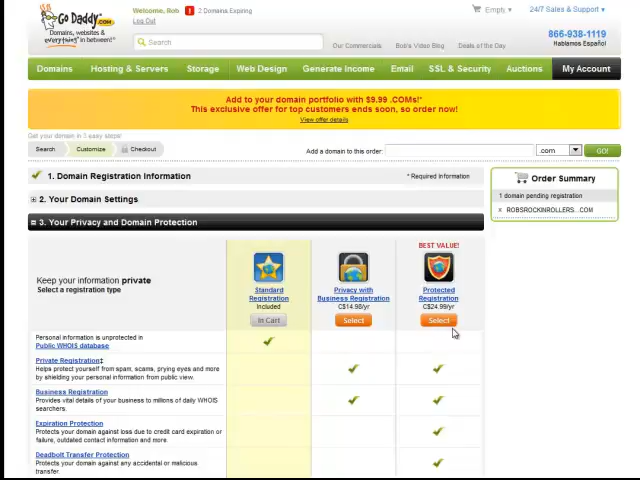 Go Daddy.COM
Domains, websites &
everything* in between!™
Welcome, Rob
! 2 Domains Expiring
Log Out
Empty
24/7 Sales & Support
Search
866-938-1119
Hablamos Español
Our Commercials
Bob's Video Blog
Deals of the Day
Domains
Hosting & Servers
Storage
Web Design
Generate Income
Email
SSL & Security
Auctions
My Account
Add to your domain portfolio with $9.99 .COMs!*
This exclusive offer for top customers ends soon, so order now!
View offer details
Get your domain in 3 easy steps!
Search
Customize
Checkout
Add a domain to this order:
.com
GO!
1. Domain Registration Information
* Required information
2. Your Domain Settings
3. Your Privacy and Domain Protection
Order Summary
1 domain pending registration
x ROBSROCKINROLLERS...COM
Keep your information private
Select a registration type
Standard
Registration
Included
In Cart
Privacy with
Business Registration
C$14.98/yr
Select
BEST VALUE!
Protected
Registration
C$24.99/yr
Select
Personal information is unprotected in
Public WHOIS database
Private Registration‡
Helps protect yourself from spam, scams, prying eyes and more
by shielding your personal information from public view.
Business Registration
Provides vital details of your business to millions of daily WHOIS
searchers.
Expiration Protection
Protects your domain against loss due to credit card expiration or
failure, outdated contact information and more.
Deadbolt Transfer Protection
Protects your domain against any accidental or malicious
transfer.